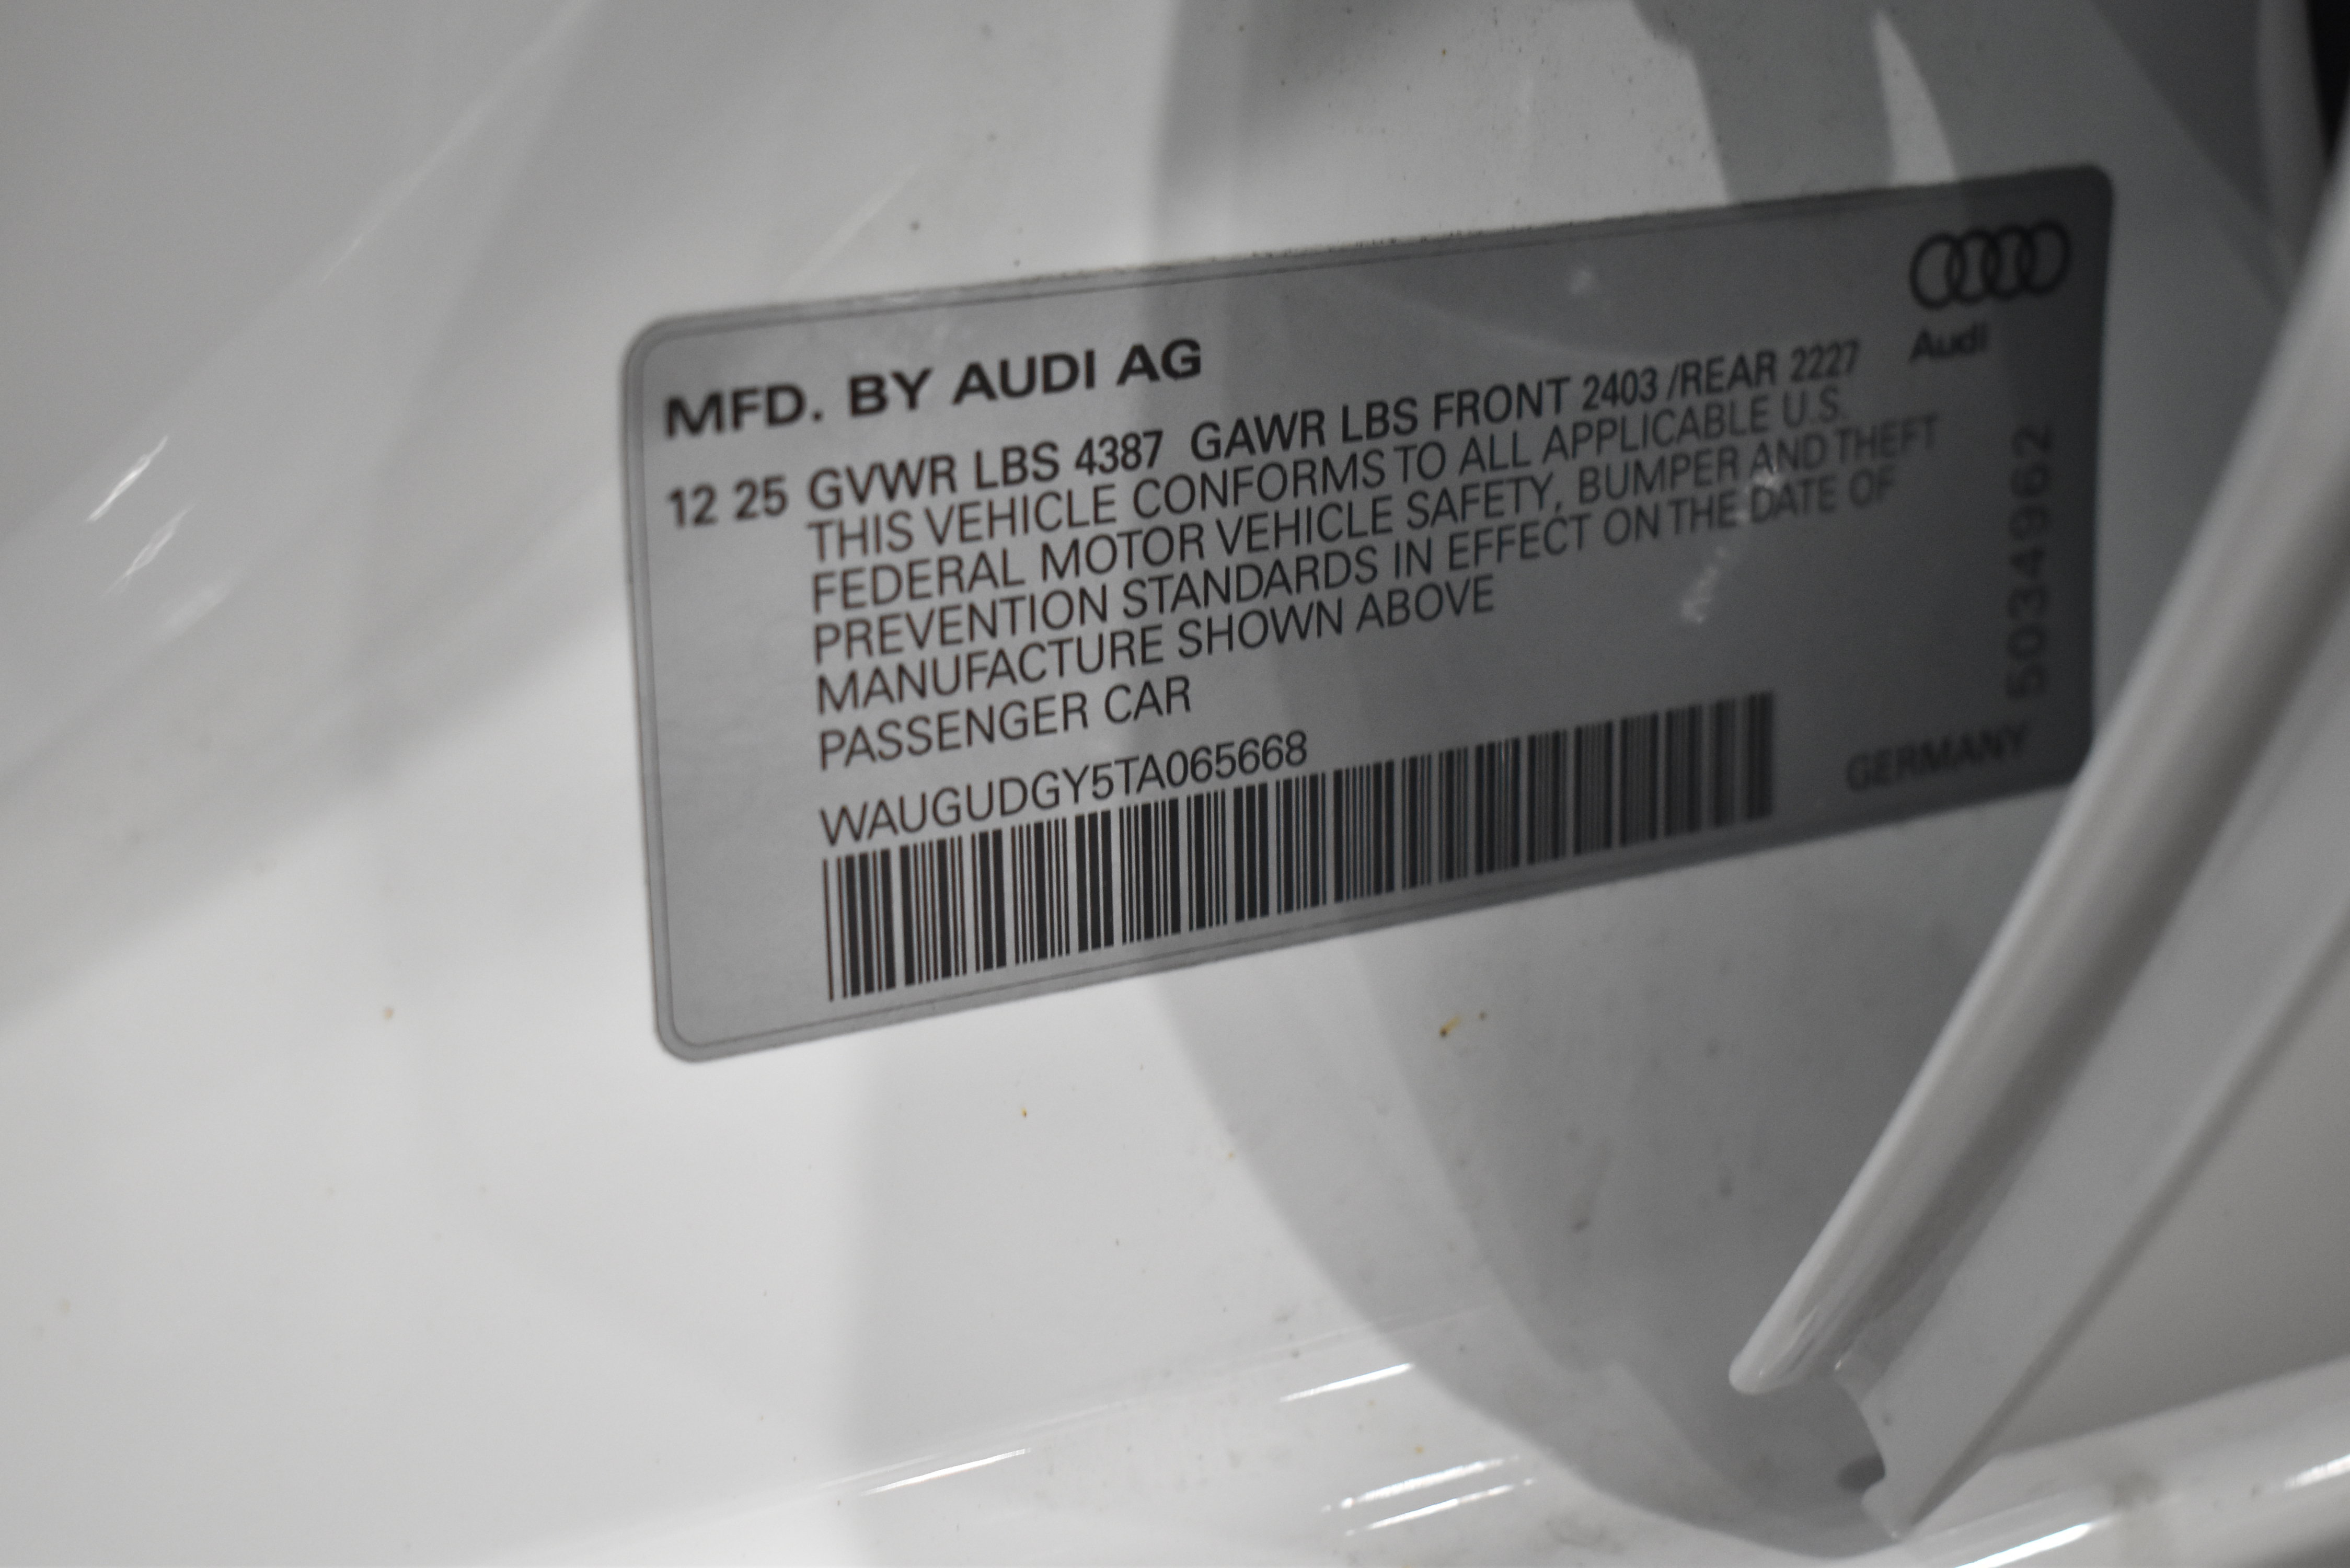 MFD. BY AUDI AG
Audi
12 25 GVWR LBS 4387 GAWR LBS FRONT 2403 /REAR 2227
THIS VEHICLE CONFORMS TO ALL APPLICABLE U.S.
FEDERAL MOTOR VEHICLE SAFETY, BUMPER AND THEFT
PREVENTION STANDARDS IN EFFECT ON THE DATE OF
MANUFACTURE SHOWN ABOVE
PASSENGER CAR
WAUGUDGY5TA065668
GERMANY
5034962